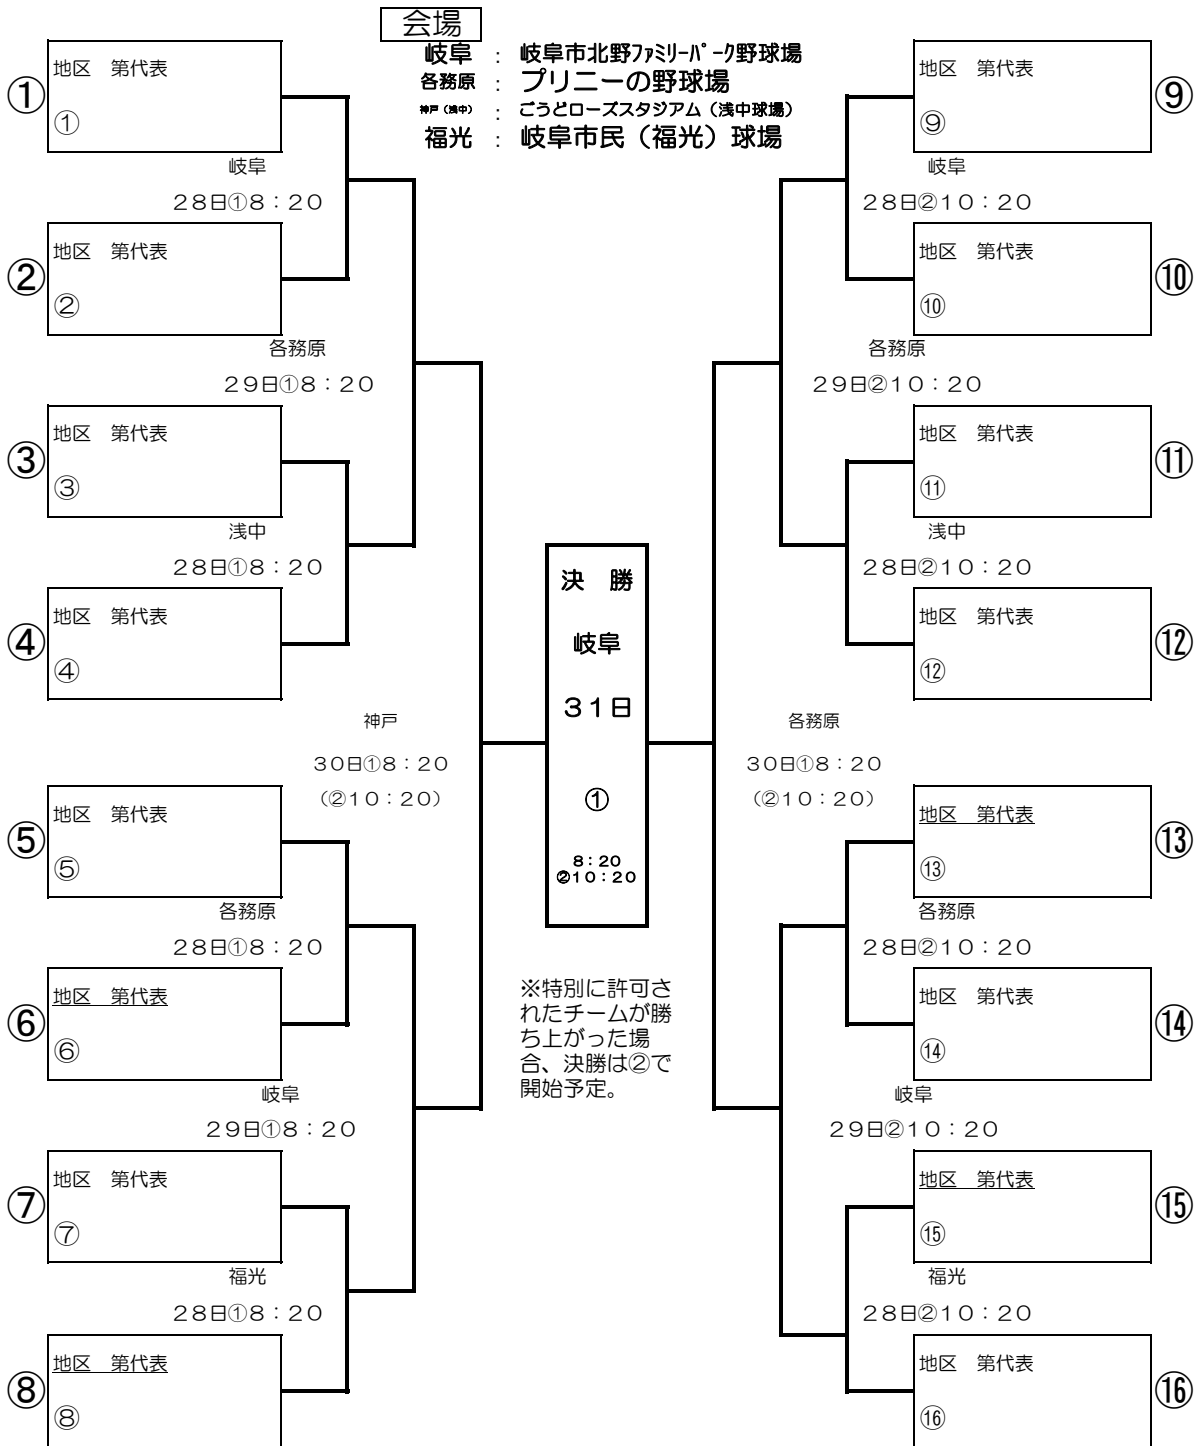 会場
岐阜 : 岐阜市北野ﾌｧﾐﾘｰﾊﾟｰｸ野球場
各務原 : プリニーの野球場
神戸（浅中） : ごうどローズスタジアム（浅中球場）
福光 : 岐阜市民（福光）球場
①
地区 第代表
①
岐阜
２８日①８：２０
②
地区 第代表
②
各務原
２９日①８：２０
③
地区 第代表
③
浅中
２８日①８：２０
④
地区 第代表
④
神戸
３０日①８：２０
（②１０：２０）
⑤
地区 第代表
⑤
各務原
２８日①８：２０
⑥
地区 第代表
⑥
岐阜
２９日①８：２０
⑦
地区 第代表
⑦
福光
２８日①８：２０
⑧
地区 第代表
⑧
決 勝
岐阜
３１日
①
８：２０
②１０：２０
※特別に許可さ
れたチームが勝
ち上がった場
合、決勝は②で
開始予定。
地区 第代表
⑨
⑨
岐阜
２８日②１０：２０
地区 第代表
⑩
⑩
各務原
２９日②１０：２０
地区 第代表
⑪
⑪
浅中
２８日②１０：２０
地区 第代表
⑫
⑫
各務原
３０日①８：２０
（②１０：２０）
地区 第代表
⑬
⑬
各務原
２８日②１０：２０
地区 第代表
⑭
⑭
岐阜
２９日②１０：２０
地区 第代表
⑮
⑮
福光
２８日②１０：２０
地区 第代表
⑯
⑯